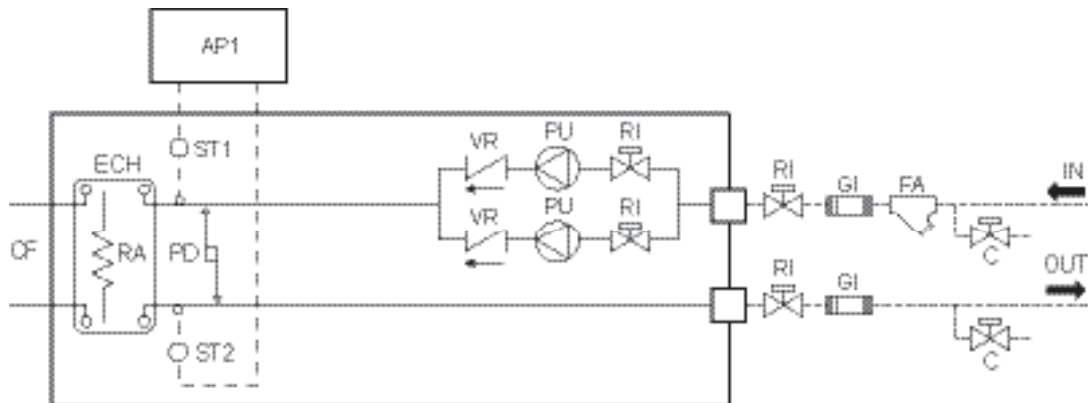 AP1
VR PU RI
ECH ST1
RI GI FA IN
VR PU RI
CF RA PD
C
RI GI OUT
ST2
C